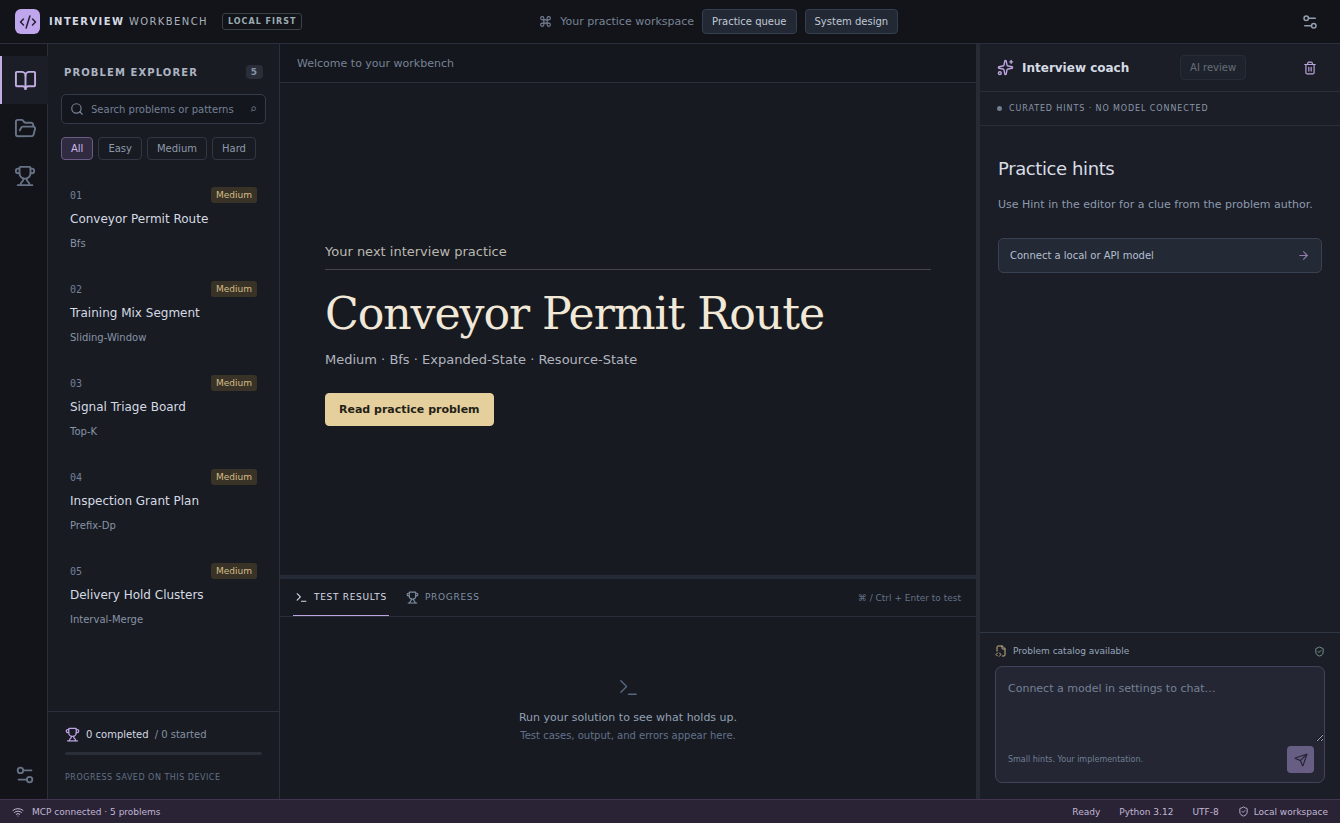 INTERVIEW WORKBENCH
LOCAL FIRST
⌘ Your practice workspace
Practice queue
System design
PROBLEM EXPLORER
5
Search problems or patterns
⌕
All
Easy
Medium
Hard
01
Medium
Conveyor Permit Route
Bfs
02
Medium
Training Mix Segment
Sliding-Window
03
Medium
Signal Triage Board
Top-K
04
Medium
Inspection Grant Plan
Prefix-Dp
05
Medium
Delivery Hold Clusters
Interval-Merge
0 completed / 0 started
PROGRESS SAVED ON THIS DEVICE
Welcome to your workbench
Your next interview practice
Conveyor Permit Route
Medium · Bfs · Expanded-State · Resource-State
Read practice problem
TEST RESULTS
PROGRESS
⌘ / Ctrl + Enter to test
Run your solution to see what holds up.
Test cases, output, and errors appear here.
Interview coach
AI review
CURATED HINTS · NO MODEL CONNECTED
Practice hints
Use Hint in the editor for a clue from the problem author.
Connect a local or API model
Problem catalog available
Connect a model in settings to chat…
Small hints. Your implementation.
MCP connected · 5 problems
Ready
Python 3.12
UTF-8
Local workspace